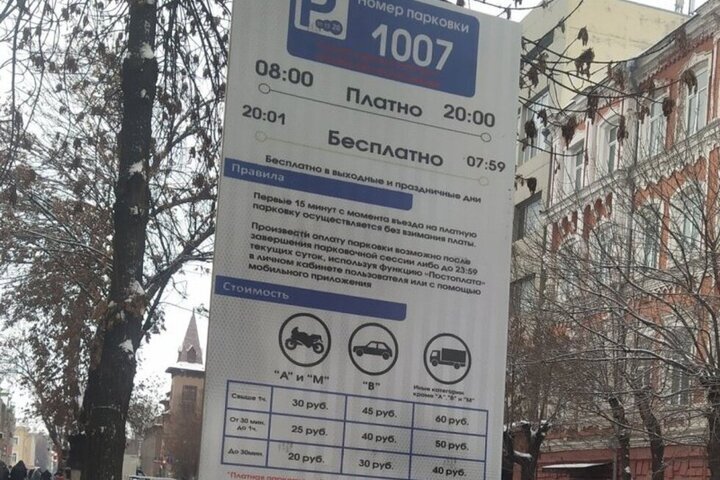 P
номер парковки
1007
08:00 Платно 20:00
20:01 Бесплатно 07:59
Бесплатно в выходные и праздничные дни
Правила
Первые 15 минут с момента въезда на платную
парковку осуществляется без взимания платы.
Произвести оплату парковки возможно после
завершения парковочной сессии либо до 23:59
текущих суток, используя функцию «Постоплата»
в личном кабинете пользователя или с помощью
мобильного приложения
Стоимость
"А" и "М" "В" Иные категории,
кроме "А", "В" и "М"
Свыше 1ч. 30 руб. 45 руб. 60 руб.
От 30 мин.
до 1ч. 25 руб. 40 руб. 50 руб.
До 30мин. 20 руб. 30 руб. 40 руб.
*Платная